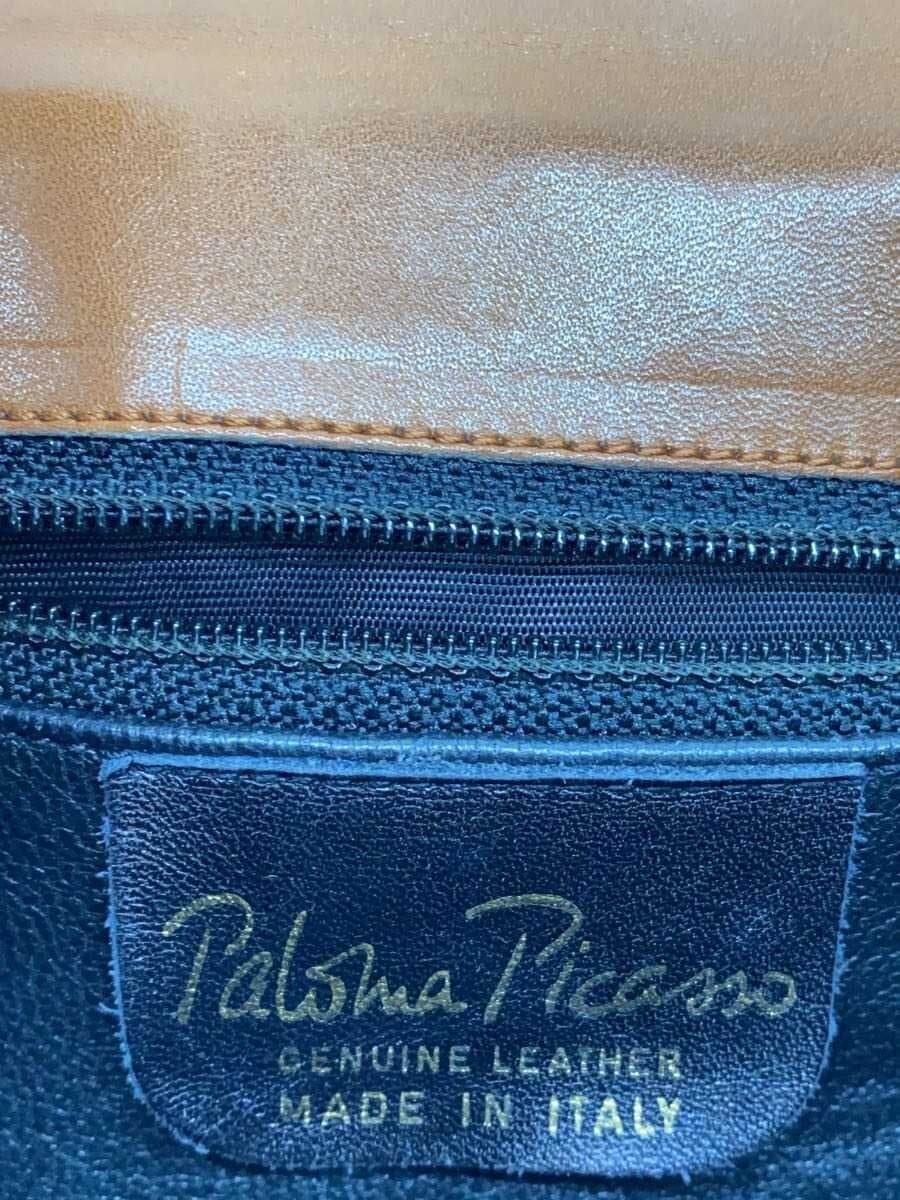 Paloma Picasso
GENUINE LEATHER
MADE IN ITALY